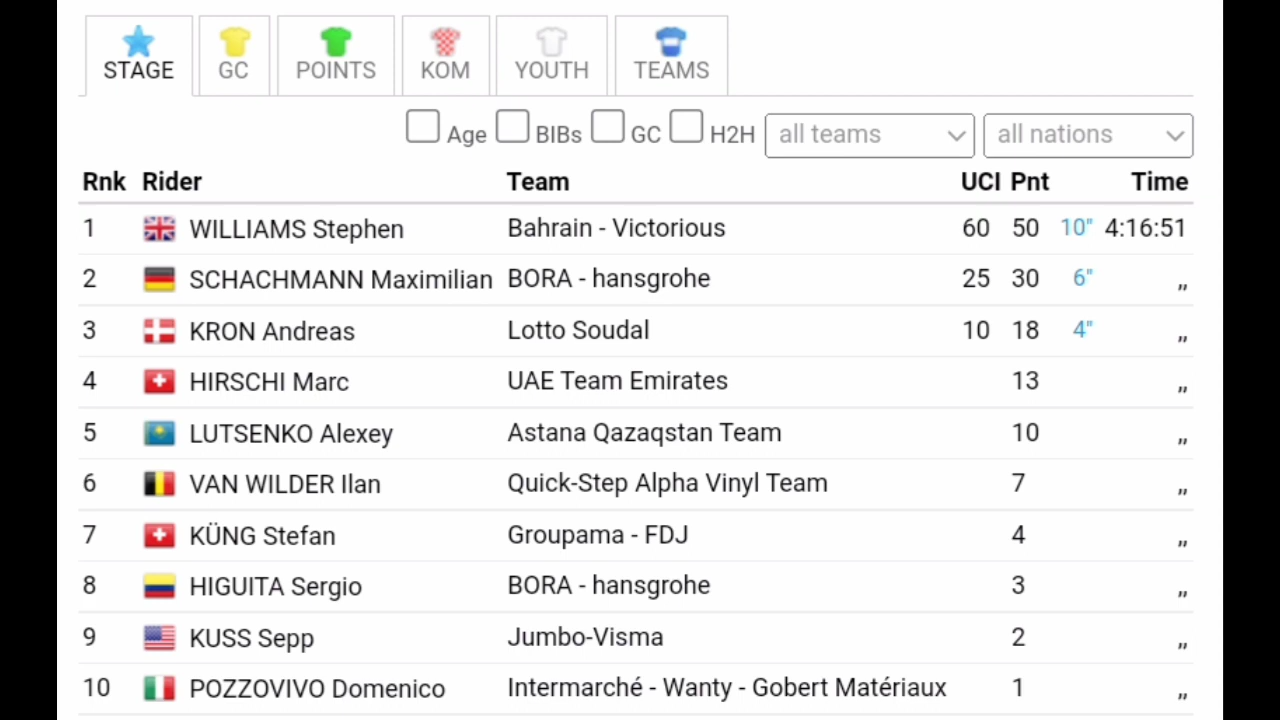 STAGE GC POINTS KOM YOUTH TEAMS
Age BIBs GC H2H all teams all nations
Rnk Rider Team UCI Pnt Time
1 WILLIAMS Stephen Bahrain - Victorious 60 50 10" 4:16:51
2 SCHACHMANN Maximilian BORA - hansgrohe 25 30 6" „
3 KRON Andreas Lotto Soudal 10 18 4" „
4 HIRSCHI Marc UAE Team Emirates 13 „
5 LUTSENKO Alexey Astana Qazaqstan Team 10 „
6 VAN WILDER Ilan Quick-Step Alpha Vinyl Team 7 „
7 KÜNG Stefan Groupama - FDJ 4 „
8 HIGUITA Sergio BORA - hansgrohe 3 „
9 KUSS Sepp Jumbo-Visma 2 „
10 POZZOVIVO Domenico Intermarché - Wanty - Gobert Matériaux 1 „